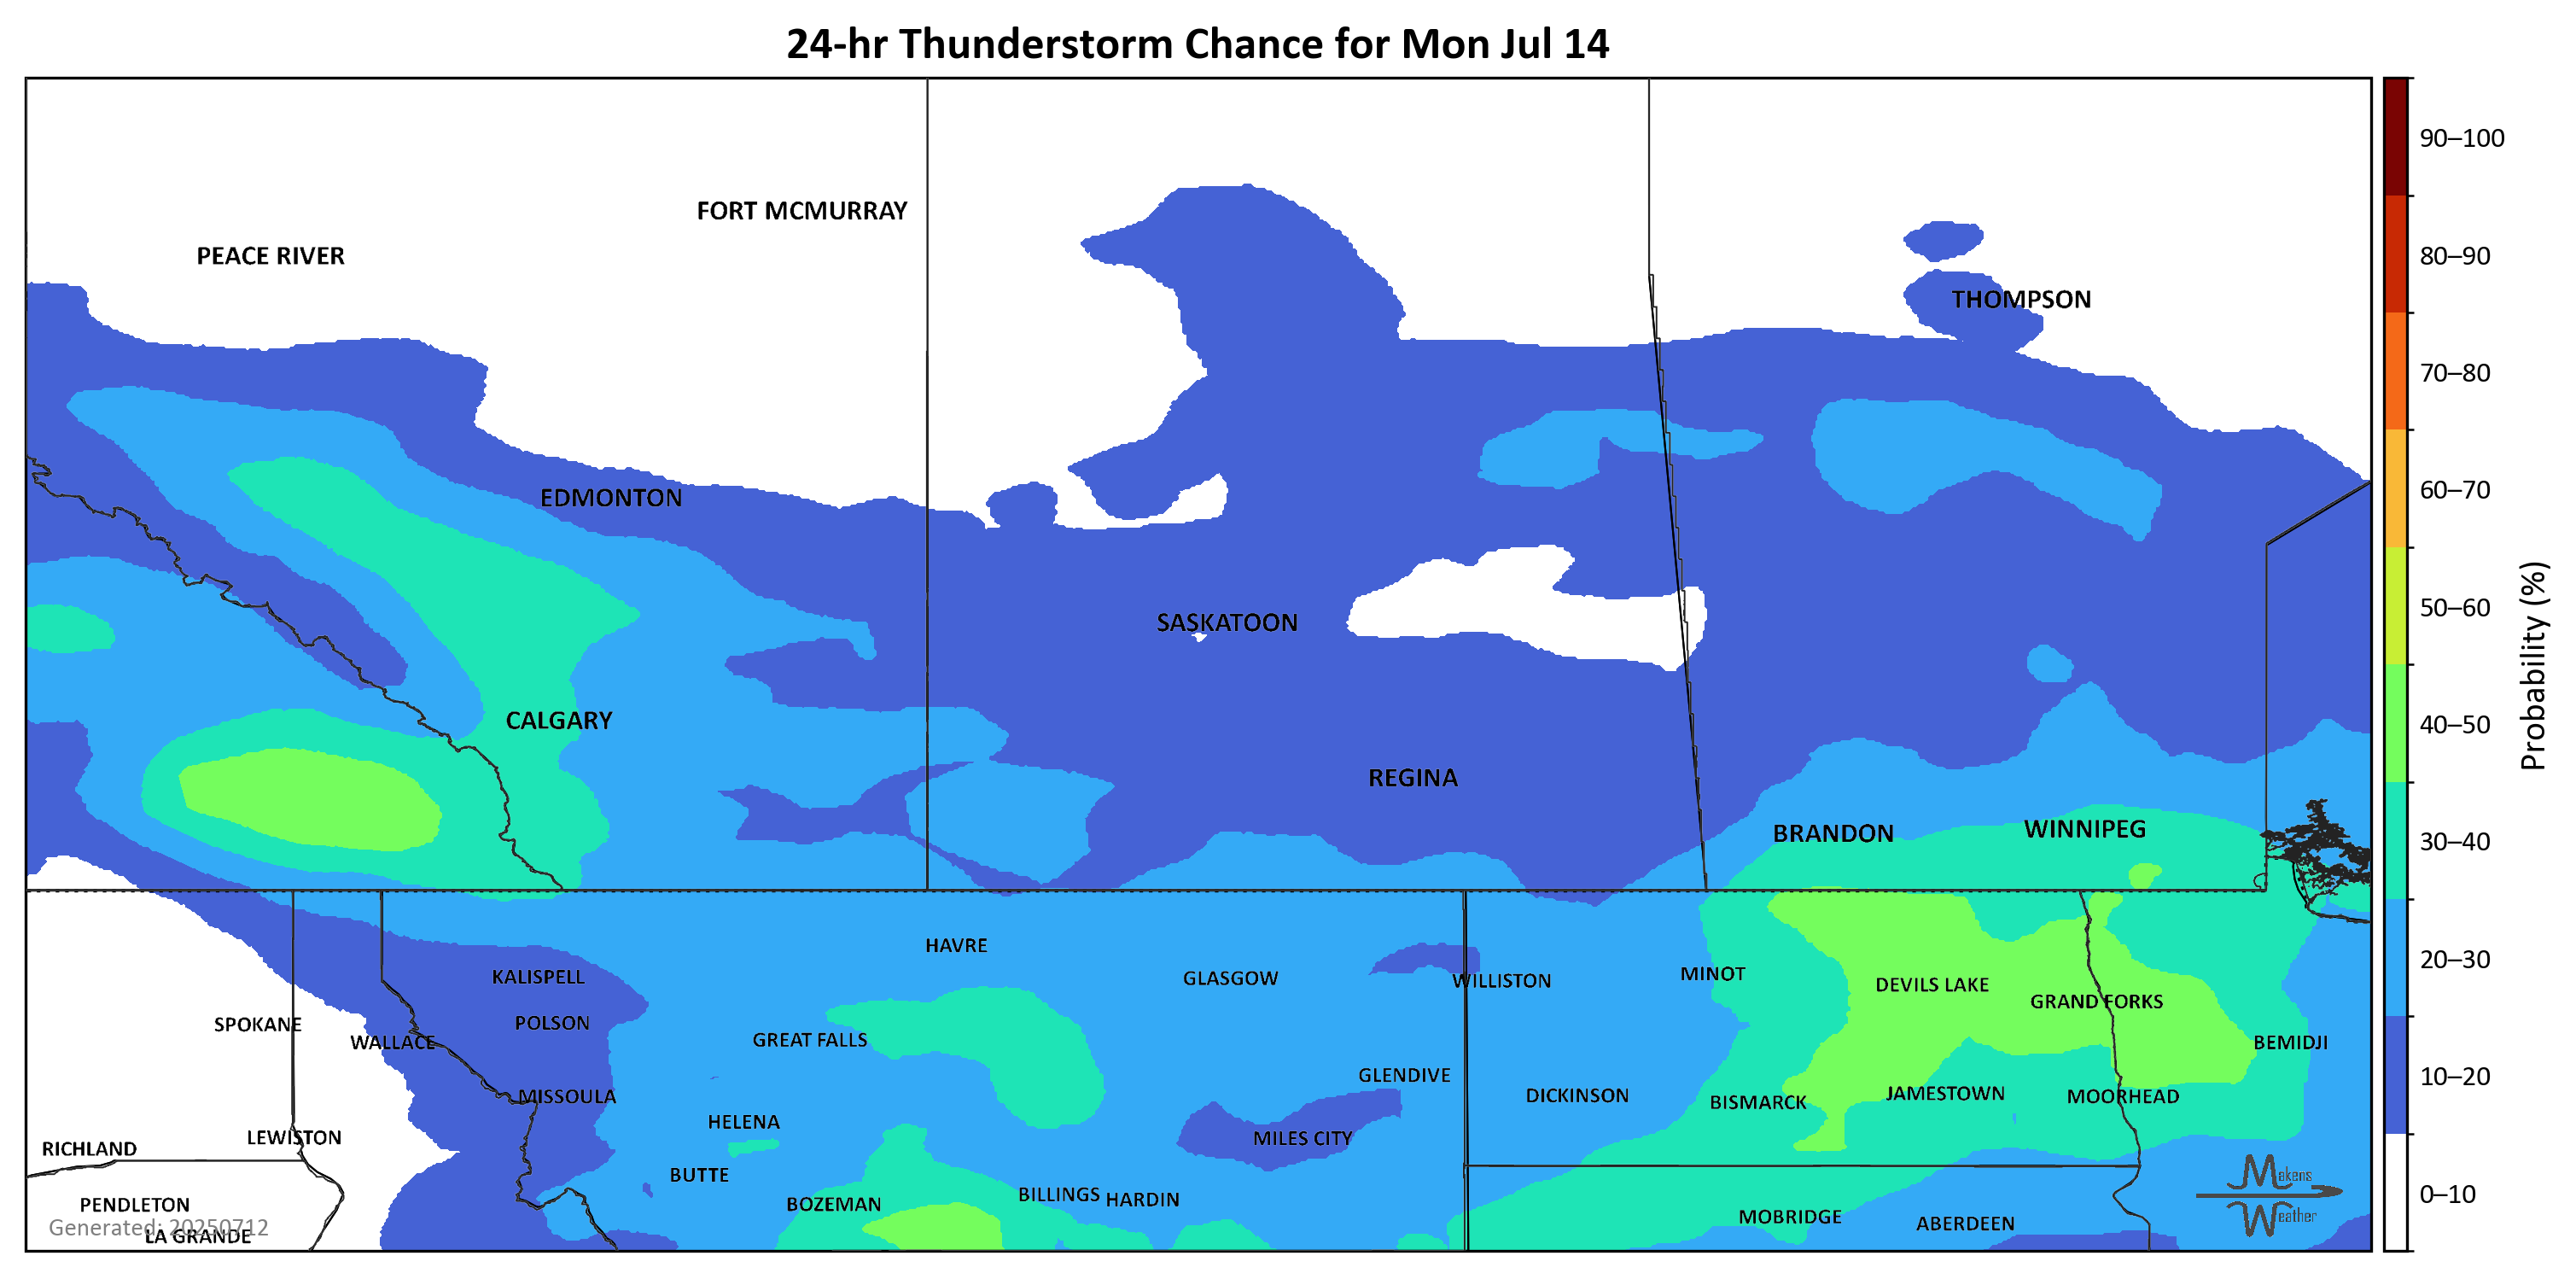 24-hr Thunderstorm Chance for Mon Jul 14
90–100
FORT MCMURRAY
PEACE RIVER
80–90
THOMPSON
70–80
60–70
EDMONTON
50–60
SASKATOON
Probability (%)
CALGARY
40–50
REGINA
BRANDON
WINNIPEG
30–40
HAVRE
20–30
KALISPELL
GLASGOW
WILLISTON
MINOT
DEVILS LAKE
GRAND FORKS
SPOKANE
POLSON
WALLACE
GREAT FALLS
BEMIDJI
GLENDIVE
10–20
MISSOULA
DICKINSON
BISMARCK
JAMESTOWN
MOORHEAD
HELENA
LEWISTON
MILES CITY
RICHLAND
BUTTE
Makens
Weather
0–10
PENDLETON
BOZEMAN
BILLINGS
HARDIN
MOBRIDGE
ABERDEEN
Generated: 20250712
LA GRANDE